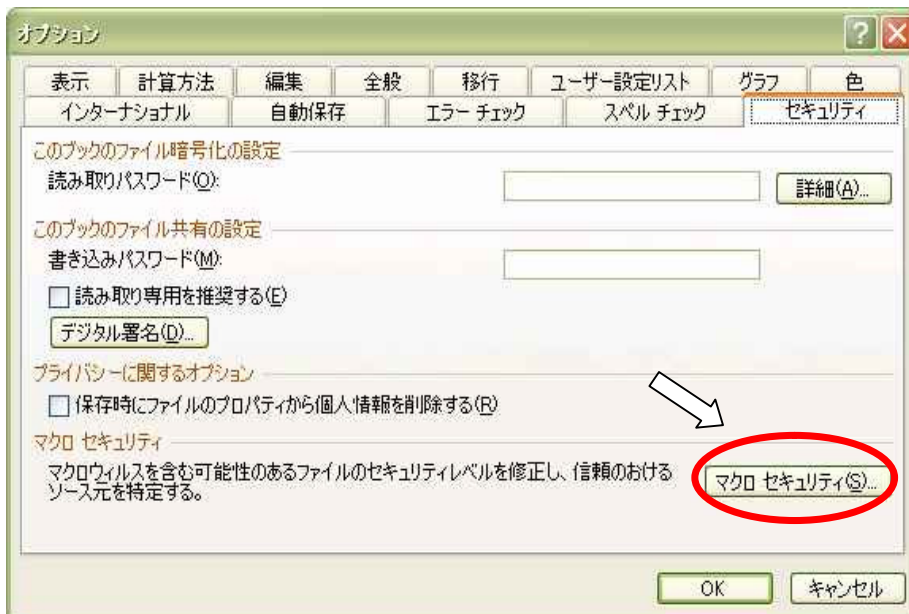 オプション
表示 計算方法 編集 全般 移行 ユーザー設定リスト グラフ 色
インターナショナル 自動保存 エラー チェック スペル チェック セキュリティ
このブックのファイル暗号化の設定
読み取りパスワード(O):
詳細(A)...
このブックのファイル共有の設定
書き込みパスワード(M):
読み取り専用を推奨する(E)
デジタル署名(D)...
プライバシーに関するオプション
保存時にファイルのプロパティから個人情報を削除する(R)
マクロ セキュリティ
マクロウィルスを含む可能性のあるファイルのセキュリティレベルを修正し、信頼のおける
ソース元を特定する。
マクロ セキュリティ(S)...
OK キャンセル